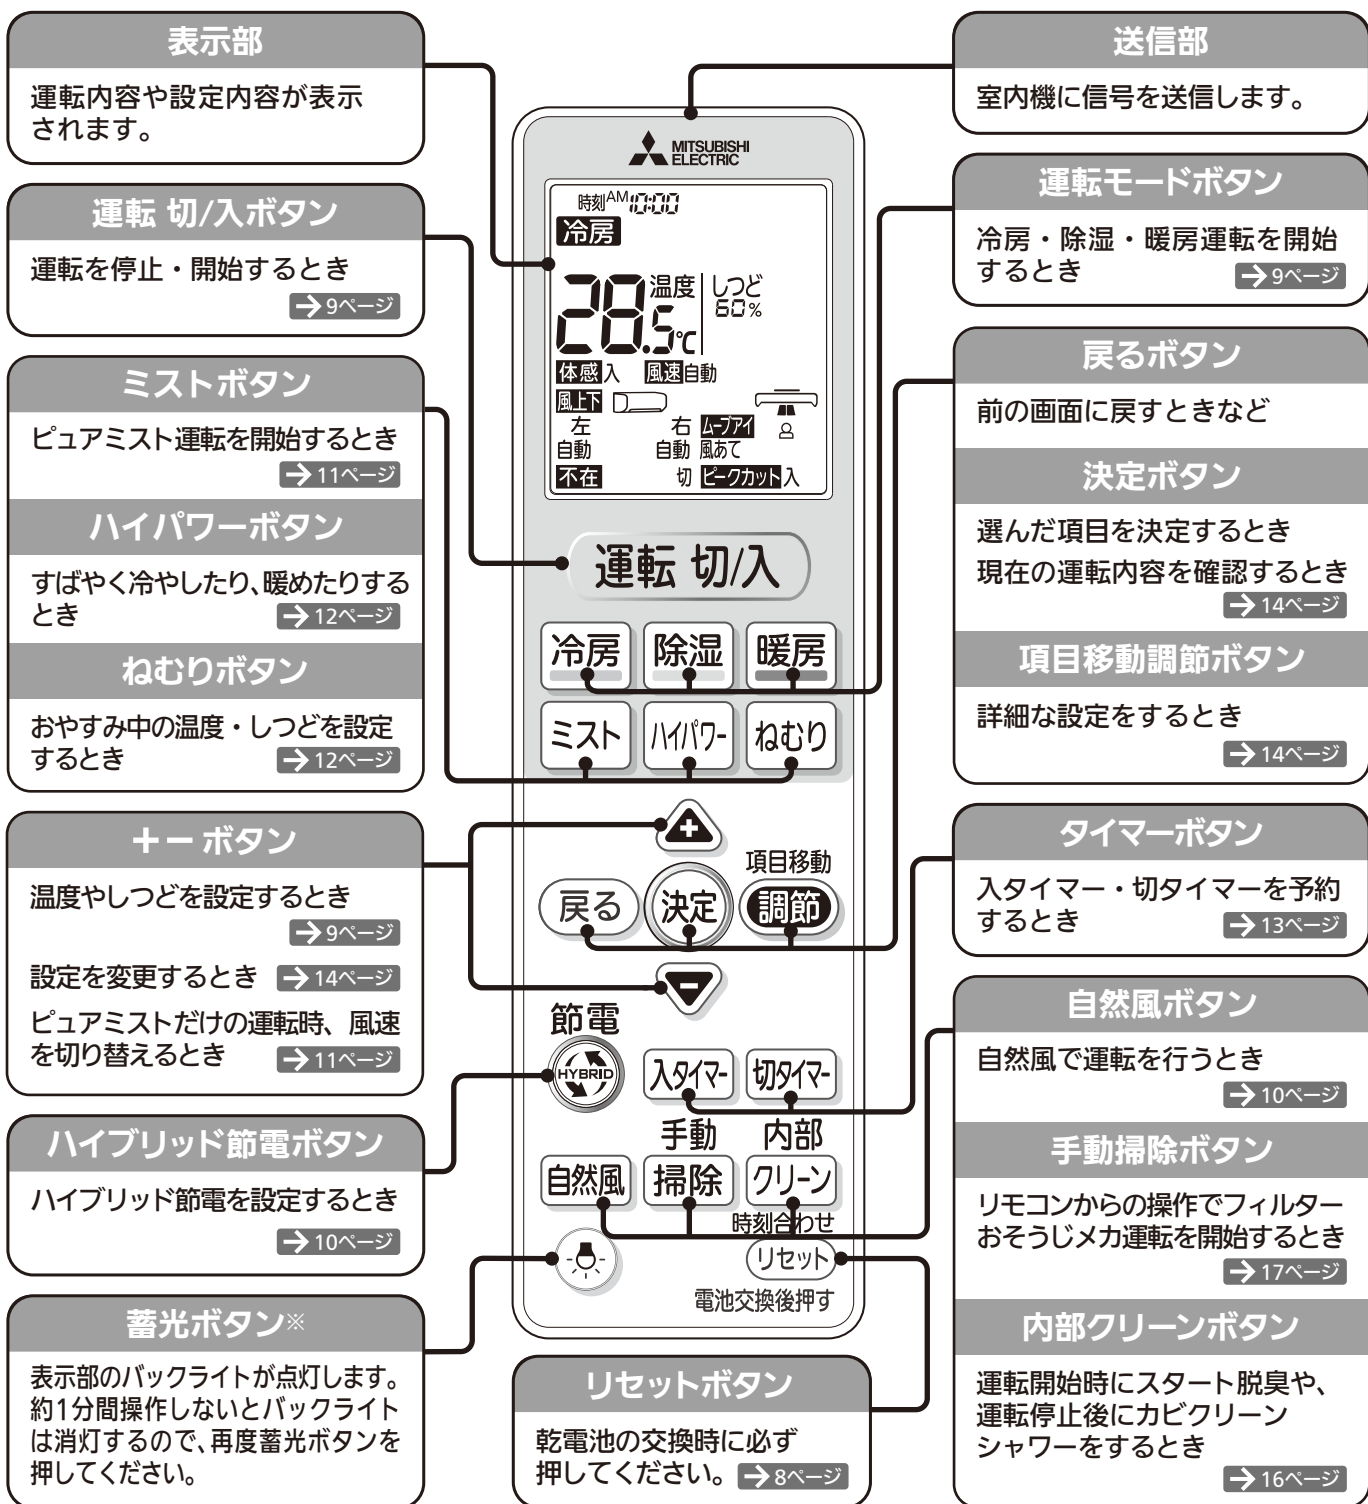 表示部
運転内容や設定内容が表示
されます。
運転 切/入ボタン
運転を停止・開始するとき
→9ページ
ミストボタン
ピュアミスト運転を開始するとき
→11ページ
ハイパワーボタン
すばやく冷やしたり、暖めたりする
とき →12ページ
ねむりボタン
おやすみ中の温度・しつどを設定
するとき →12ページ
＋－ ボタン
温度やしつどを設定するとき
→9ページ
設定を変更するとき →14ページ
ピュアミストだけの運転時、風速
を切り替えるとき →11ページ
ハイブリッド節電ボタン
ハイブリッド節電を設定するとき
→10ページ
蓄光ボタン※
表示部のバックライトが点灯します。
約1分間操作しないとバックライト
は消灯するので、再度蓄光ボタンを
押してください。
MITSUBISHI
ELECTRIC
時刻AM10:00
冷房
28.5℃ 温度 しつど
60%
体感入 風速自動
風上下
左 右 ムーブアイ
自動 自動 風あて
不在 切 ピークカット入
運転 切/入
冷房 除湿 暖房
ミスト ハイパワー ねむり
+
項目移動
戻る 決定 調節
-
節電
HYBRID 入タイマー 切タイマー
手動 内部
自然風 掃除 クリーン
時刻合わせ
リセット
電池交換後押す
リセットボタン
乾電池の交換時に必ず
押してください。 →8ページ
送信部
室内機に信号を送信します。
運転モードボタン
冷房・除湿・暖房運転を開始
するとき →9ページ
戻るボタン
前の画面に戻すときなど
決定ボタン
選んだ項目を決定するとき
現在の運転内容を確認するとき
→14ページ
項目移動調節ボタン
詳細な設定をするとき
→14ページ
タイマーボタン
入タイマー・切タイマーを予約
するとき →13ページ
自然風ボタン
自然風で運転を行うとき
→10ページ
手動掃除ボタン
リモコンからの操作でフィルター
おそうじメカ運転を開始するとき
→17ページ
内部クリーンボタン
運転開始時にスタート脱臭や、
運転停止後にカビクリーン
シャワーをするとき
→16ページ